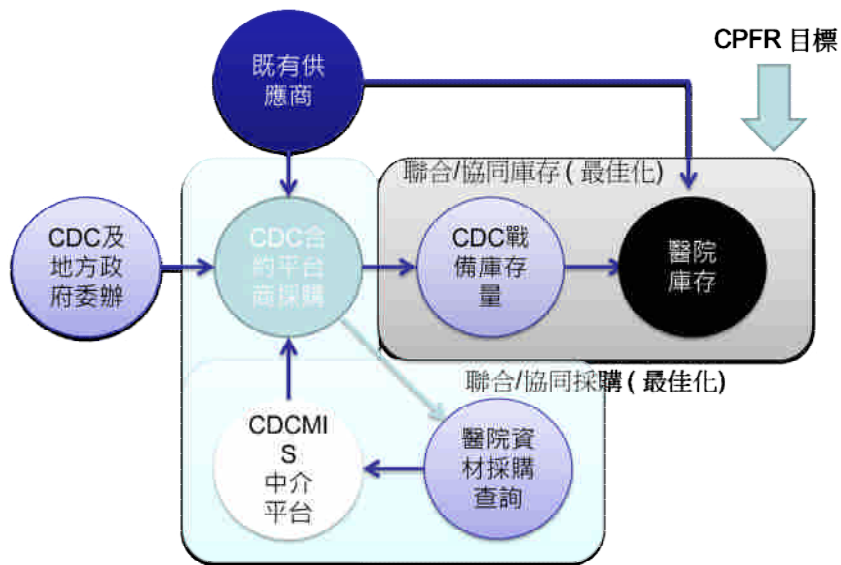 CPFR 目標
既有供
應商
聯合/協同庫存 ( 最佳化)
CDC及
地方政
府委辦
CDC合
約平台
商採購
CDC戰
備庫存
量
醫院
庫存
聯合/協同採購 ( 最佳化)
CDCMI
S
中介
平台
醫院資
材採購
查詢